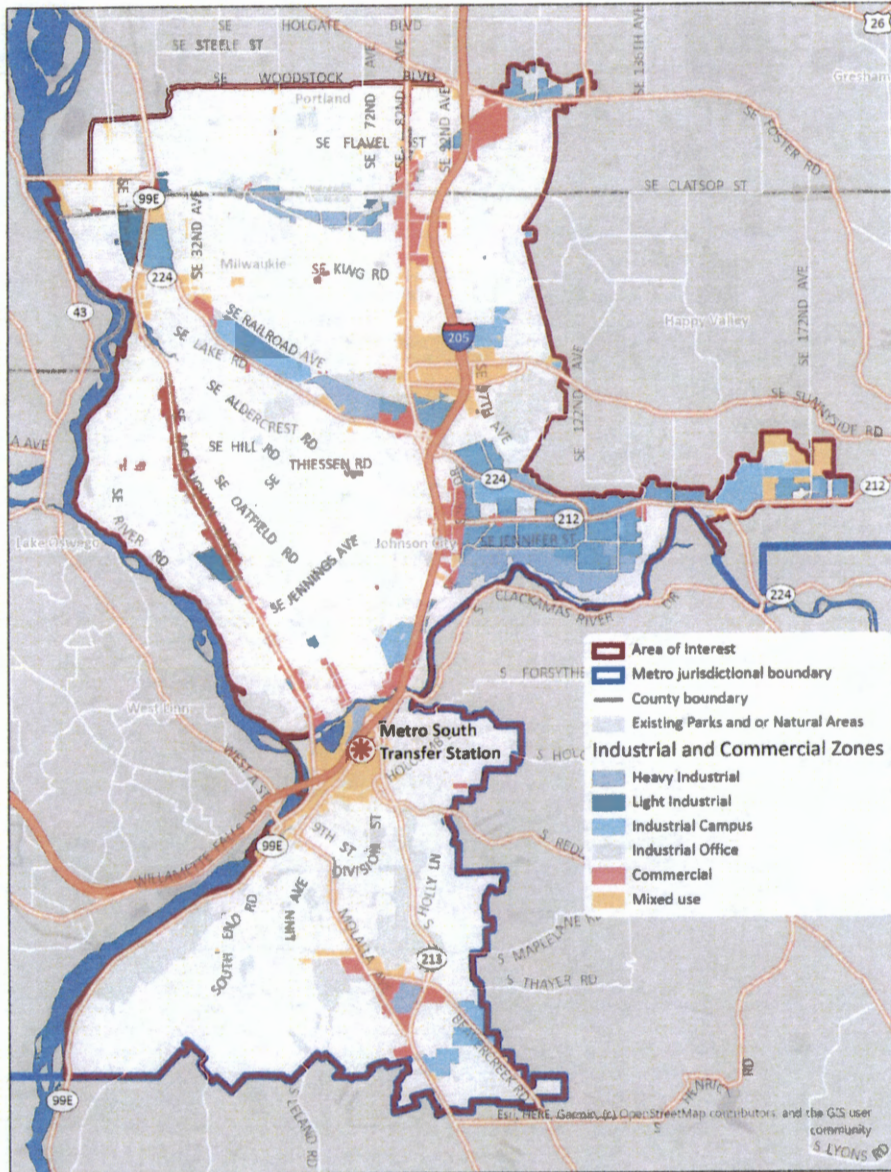 SE HOLGATE BLVD
26
SE STEELE ST
SE 136TH AVE
Gresham
SE WOODSTOCK BLVD
Portland
SE 72ND AVE
SE 82ND AVE
SE 92ND AVE
SE FLAVEL ST
SE FOSTER RD
SE CLATSOP ST
99E
SE 32ND AVE
Milwaukie
SE KING RD
224
43
SE RAILROAD AVE
205
Happy Valley
SE 172ND AVE
SE LAKE RD
SE 122ND AVE
SE SUNNYSIDE RD
SE ALDERCREST RD
A AVE
SE HILL RD
THIESSEN RD
SE OATFIELD RD
224
212
212
SE RIVER RD
Lake Oswego
Johnson City
SE JENNIFER ST
SE JENNINGS AVE
S CLACKAMAS RIVER DR
224
Area of Interest
Metro jurisdictional boundary
S FORSYTHE
County boundary
West Linn
Existing Parks and or Natural Areas
Metro South
Transfer Station
Industrial and Commercial Zones
Heavy Industrial
Light Industrial
Industrial Campus
Industrial Office
Commercial
Mixed use
WEST A ST
WILLAMETTE FALLS DR
99E
9TH ST
DIVISION ST
S HOLLY LN
LINN AVE
SOUTH END RD
MOLALLA
213
S THAYER RD
BEAVERCREEK RD
99E
S LELAND RD
S HENRICI RD
Esri, HERE, Garmin, (c) OpenStreetMap contributors, and the GIS user
community
S LYONS RD